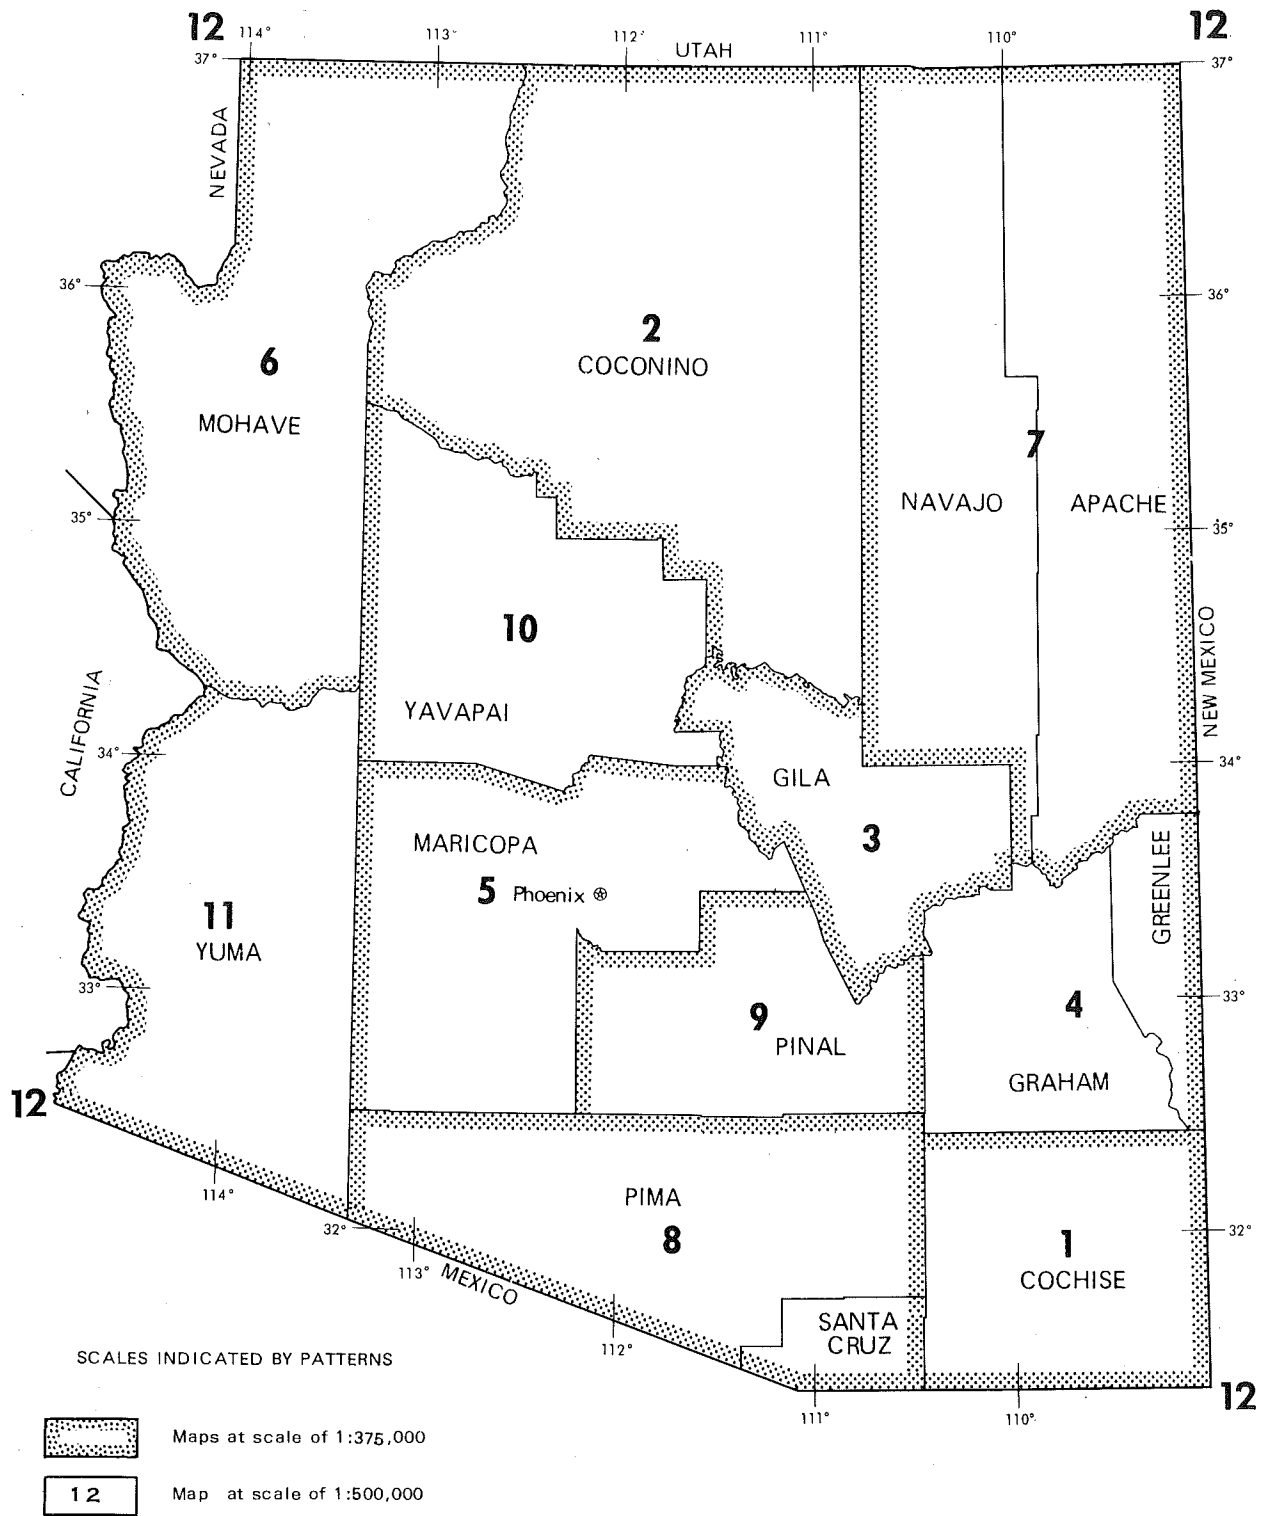 12
12
114°
113°
112°
111°
110°
UTAH
37°
37°
NEVADA
36°
36°
2
COCONINO
6
MOHAVE
7
NAVAJO
APACHE
35°
35°
10
YAVAPAI
NEW MEXICO
CALIFORNIA
34°
34°
GILA
3
MARICOPA
5 Phoenix
GREENLEE
11
YUMA
33°
33°
4
9
PINAL
GRAHAM
12
PIMA
8
114°
32°
32°
1
COCHISE
113°
MEXICO
SANTA
CRUZ
112°
SCALES INDICATED BY PATTERNS
12
111°
110°
Maps at scale of 1:375,000
12
Map at scale of 1:500,000